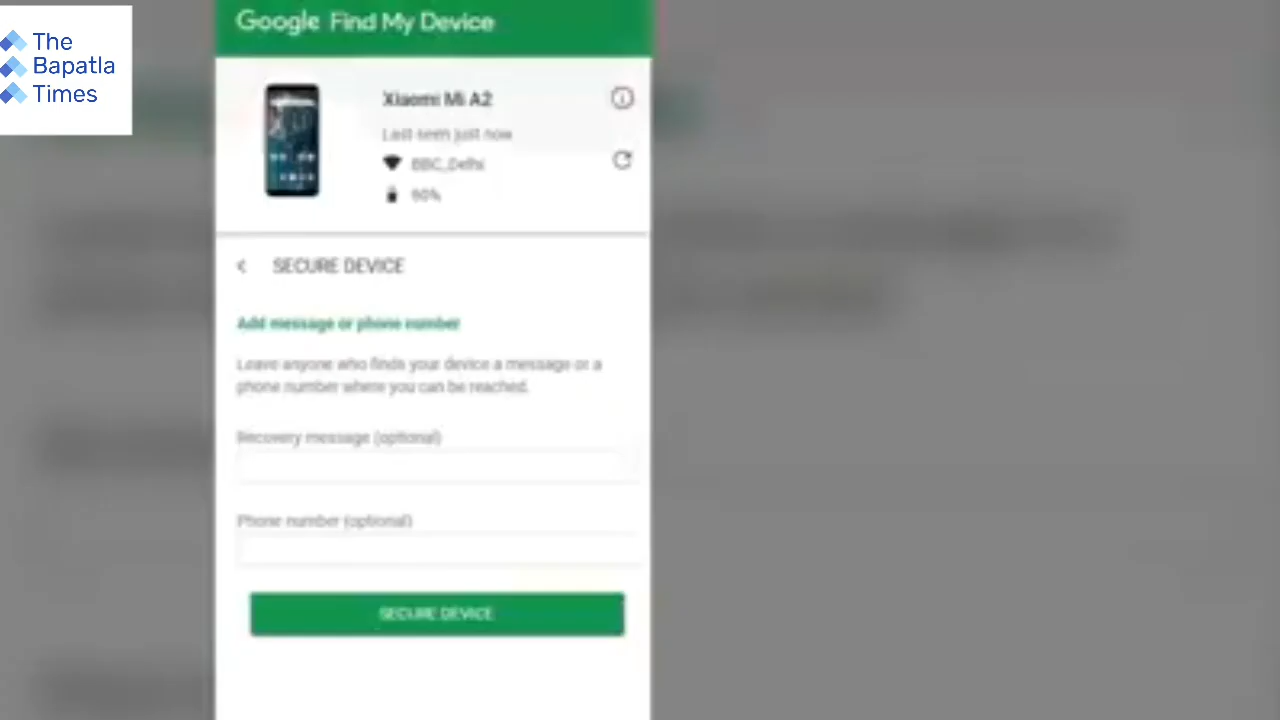 The
Bapatla
Times
Google Find My Device
Xiaomi Mi A2
Last seen just now
BBC_Delhi
90%
SECURE DEVICE
Add message or phone number
Leave anyone who finds your device a message or a
phone number where you can be reached.
Recovery message (optional)
Phone number (optional)
SECURE DEVICE